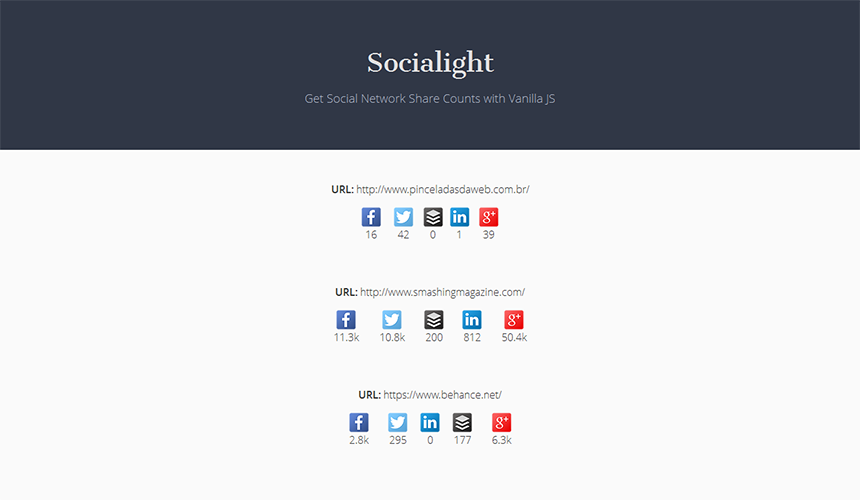 Socialight
Get Social Network Share Counts with Vanilla JS
URL: http://www.pinceladasdaweb.com.br/
f in g+
16 42 0 1 39
URL: http://www.smashingmagazine.com/
f in g+
11.3k 10.8k 200 812 50.4k
URL: https://www.behance.net/
f in g+
2.8k 295 0 177 6.3k